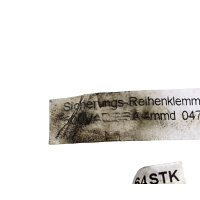 Sicherungs-Reihenklemm
4mmd 047
64STK